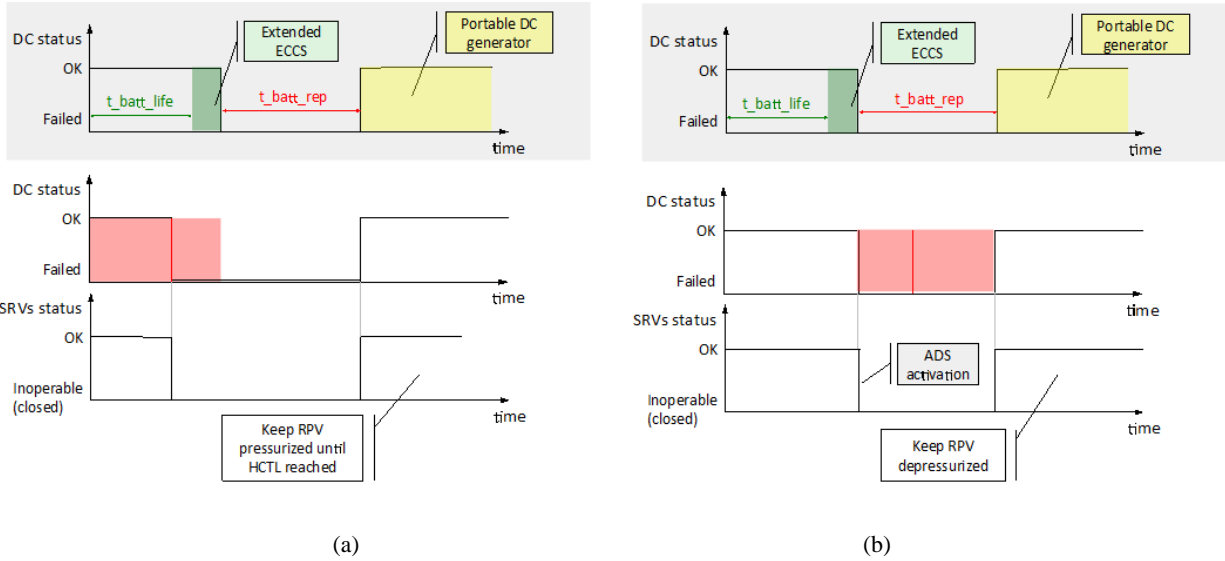 DC status
OK
Failed
t_batt_life
Extended
ECCS
t_batt_rep
Portable DC
generator
time
DC status
OK
Failed
time
SRVs status
OK
Inoperable
(closed)
time
Keep RPV
pressurized until
HCTL reached
(a)
DC status
OK
Failed
t_batt_life
Extended
ECCS
t_batt_rep
Portable DC
generator
time
DC status
OK
Failed
time
SRVs status
OK
Inoperable
(closed)
ADS
activation
time
Keep RPV
depressurized
(b)